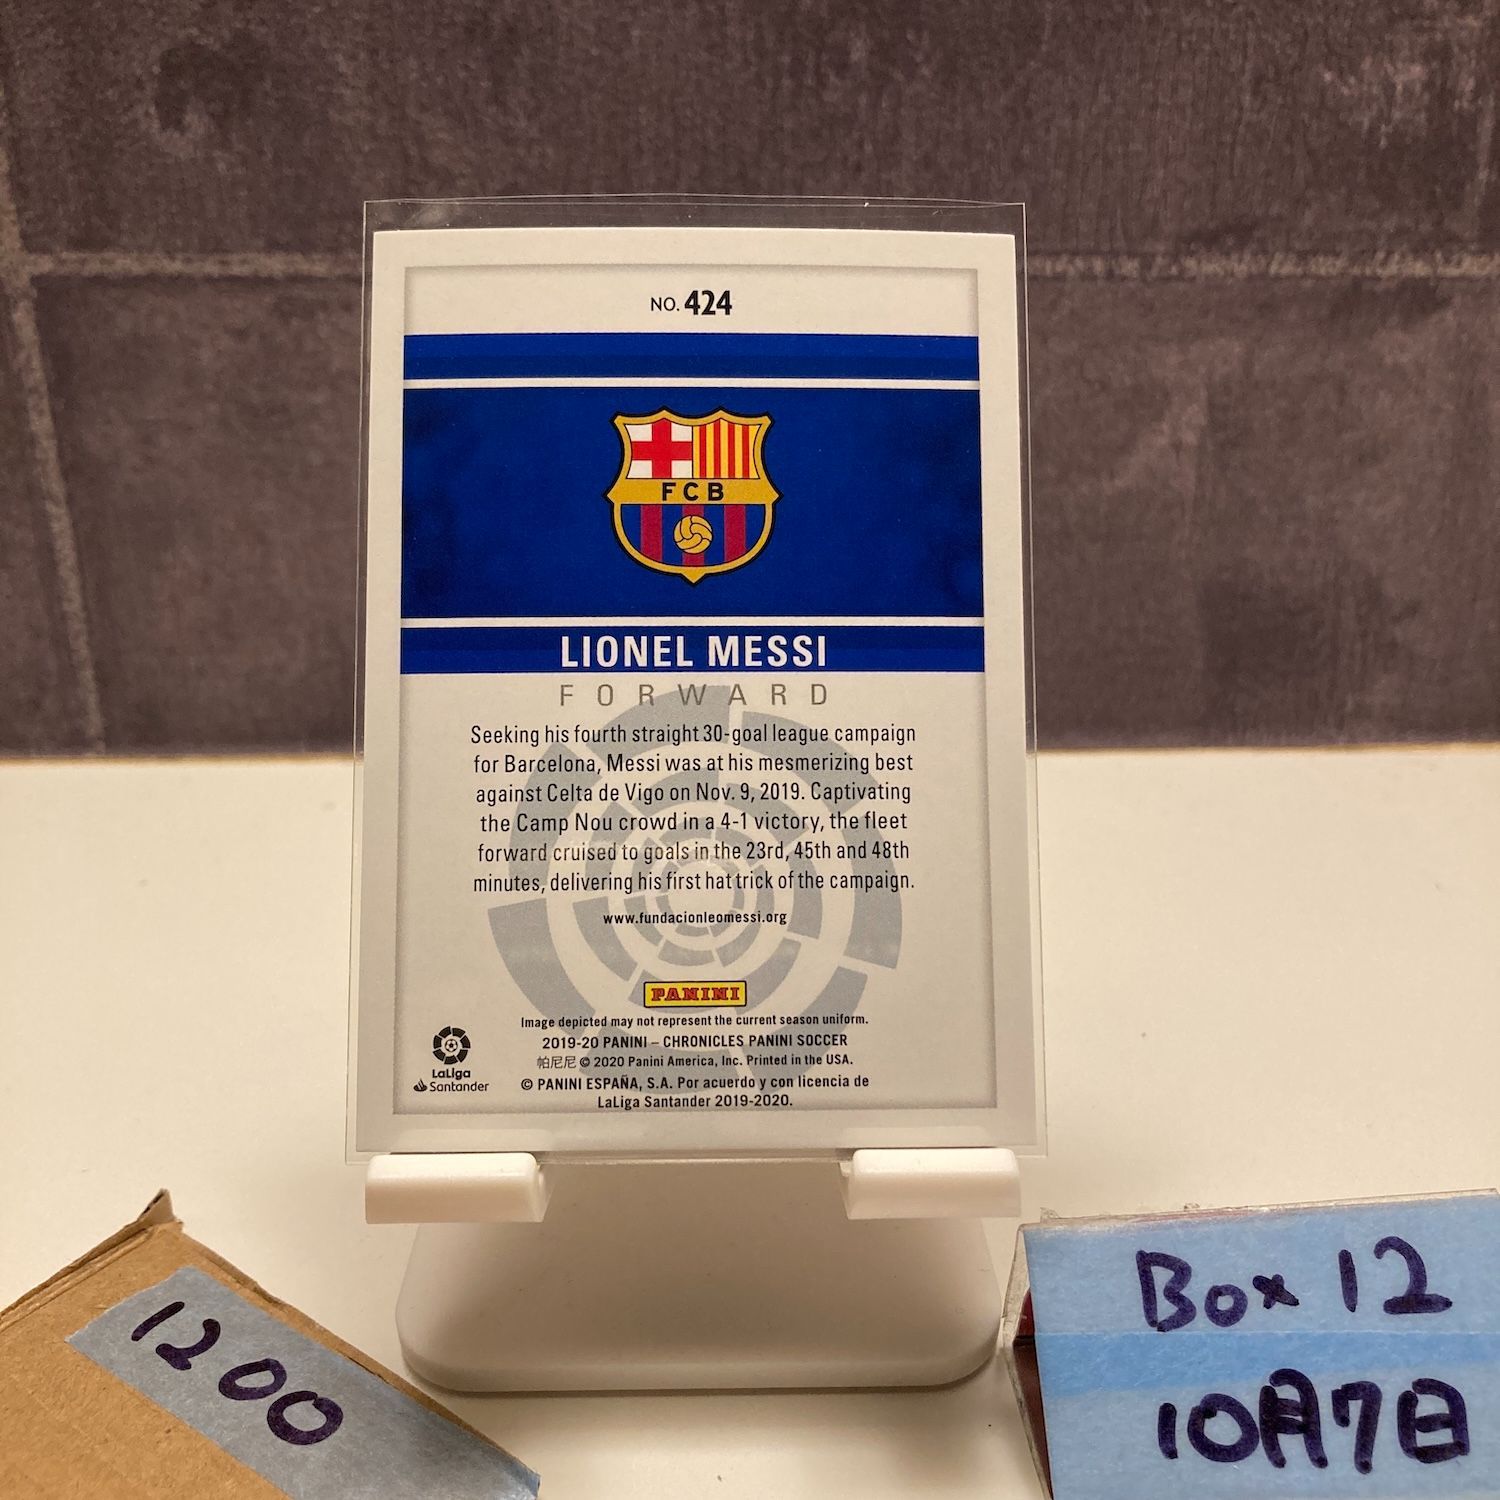 NO. 424
FCB
LIONEL MESSI
FORWARD
Seeking his fourth straight 30-goal league campaign
for Barcelona, Messi was at his mesmerizing best
against Celta de Vigo on Nov. 9, 2019. Captivating
the Camp Nou crowd in a 4-1 victory, the fleet
forward cruised to goals in the 23rd, 45th and 48th
minutes, delivering his first hat trick of the campaign.
www.fundacionleomessi.org
PANINI
Image depicted may not represent the current season uniform.
2019-20 PANINI – CHRONICLES PANINI SOCCER
帕尼尼 © 2020 Panini America, Inc. Printed in the USA.
© PANINI ESPAÑA, S.A. Por acuerdo y con licencia de
LaLiga Santander 2019-2020.
LaLiga
Santander
1200
Box 12
10月7日